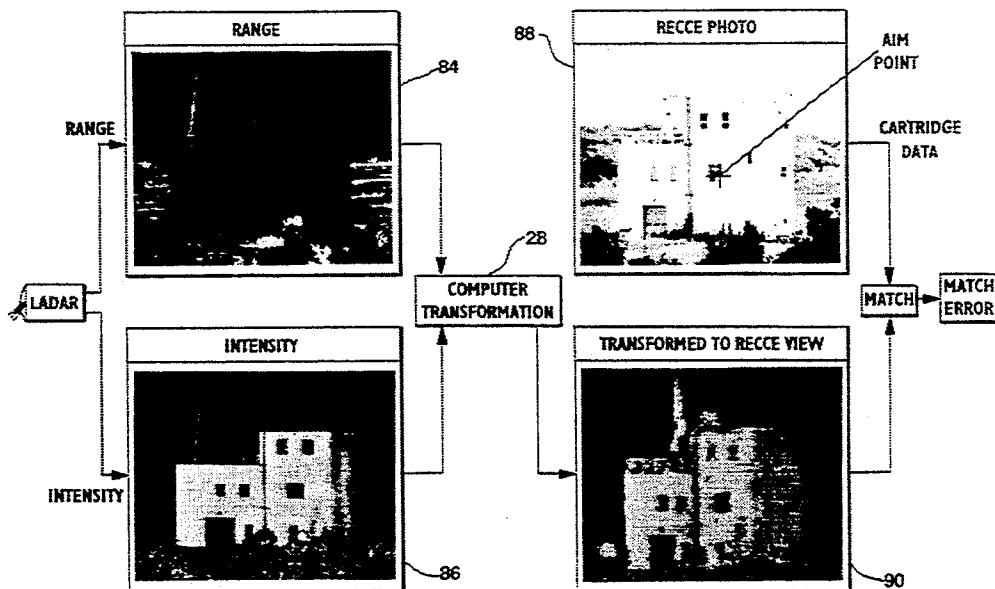 RANGE
84
RANGE
LADAR
INTENSITY
INTENSITY
86
28
COMPUTER
TRANSFORMATION
88
RECCE PHOTO
AIM
POINT
CARTRIDGE
DATA
MATCH
MATCH
ERROR
TRANSFORMED TO RECCE VIEW
90